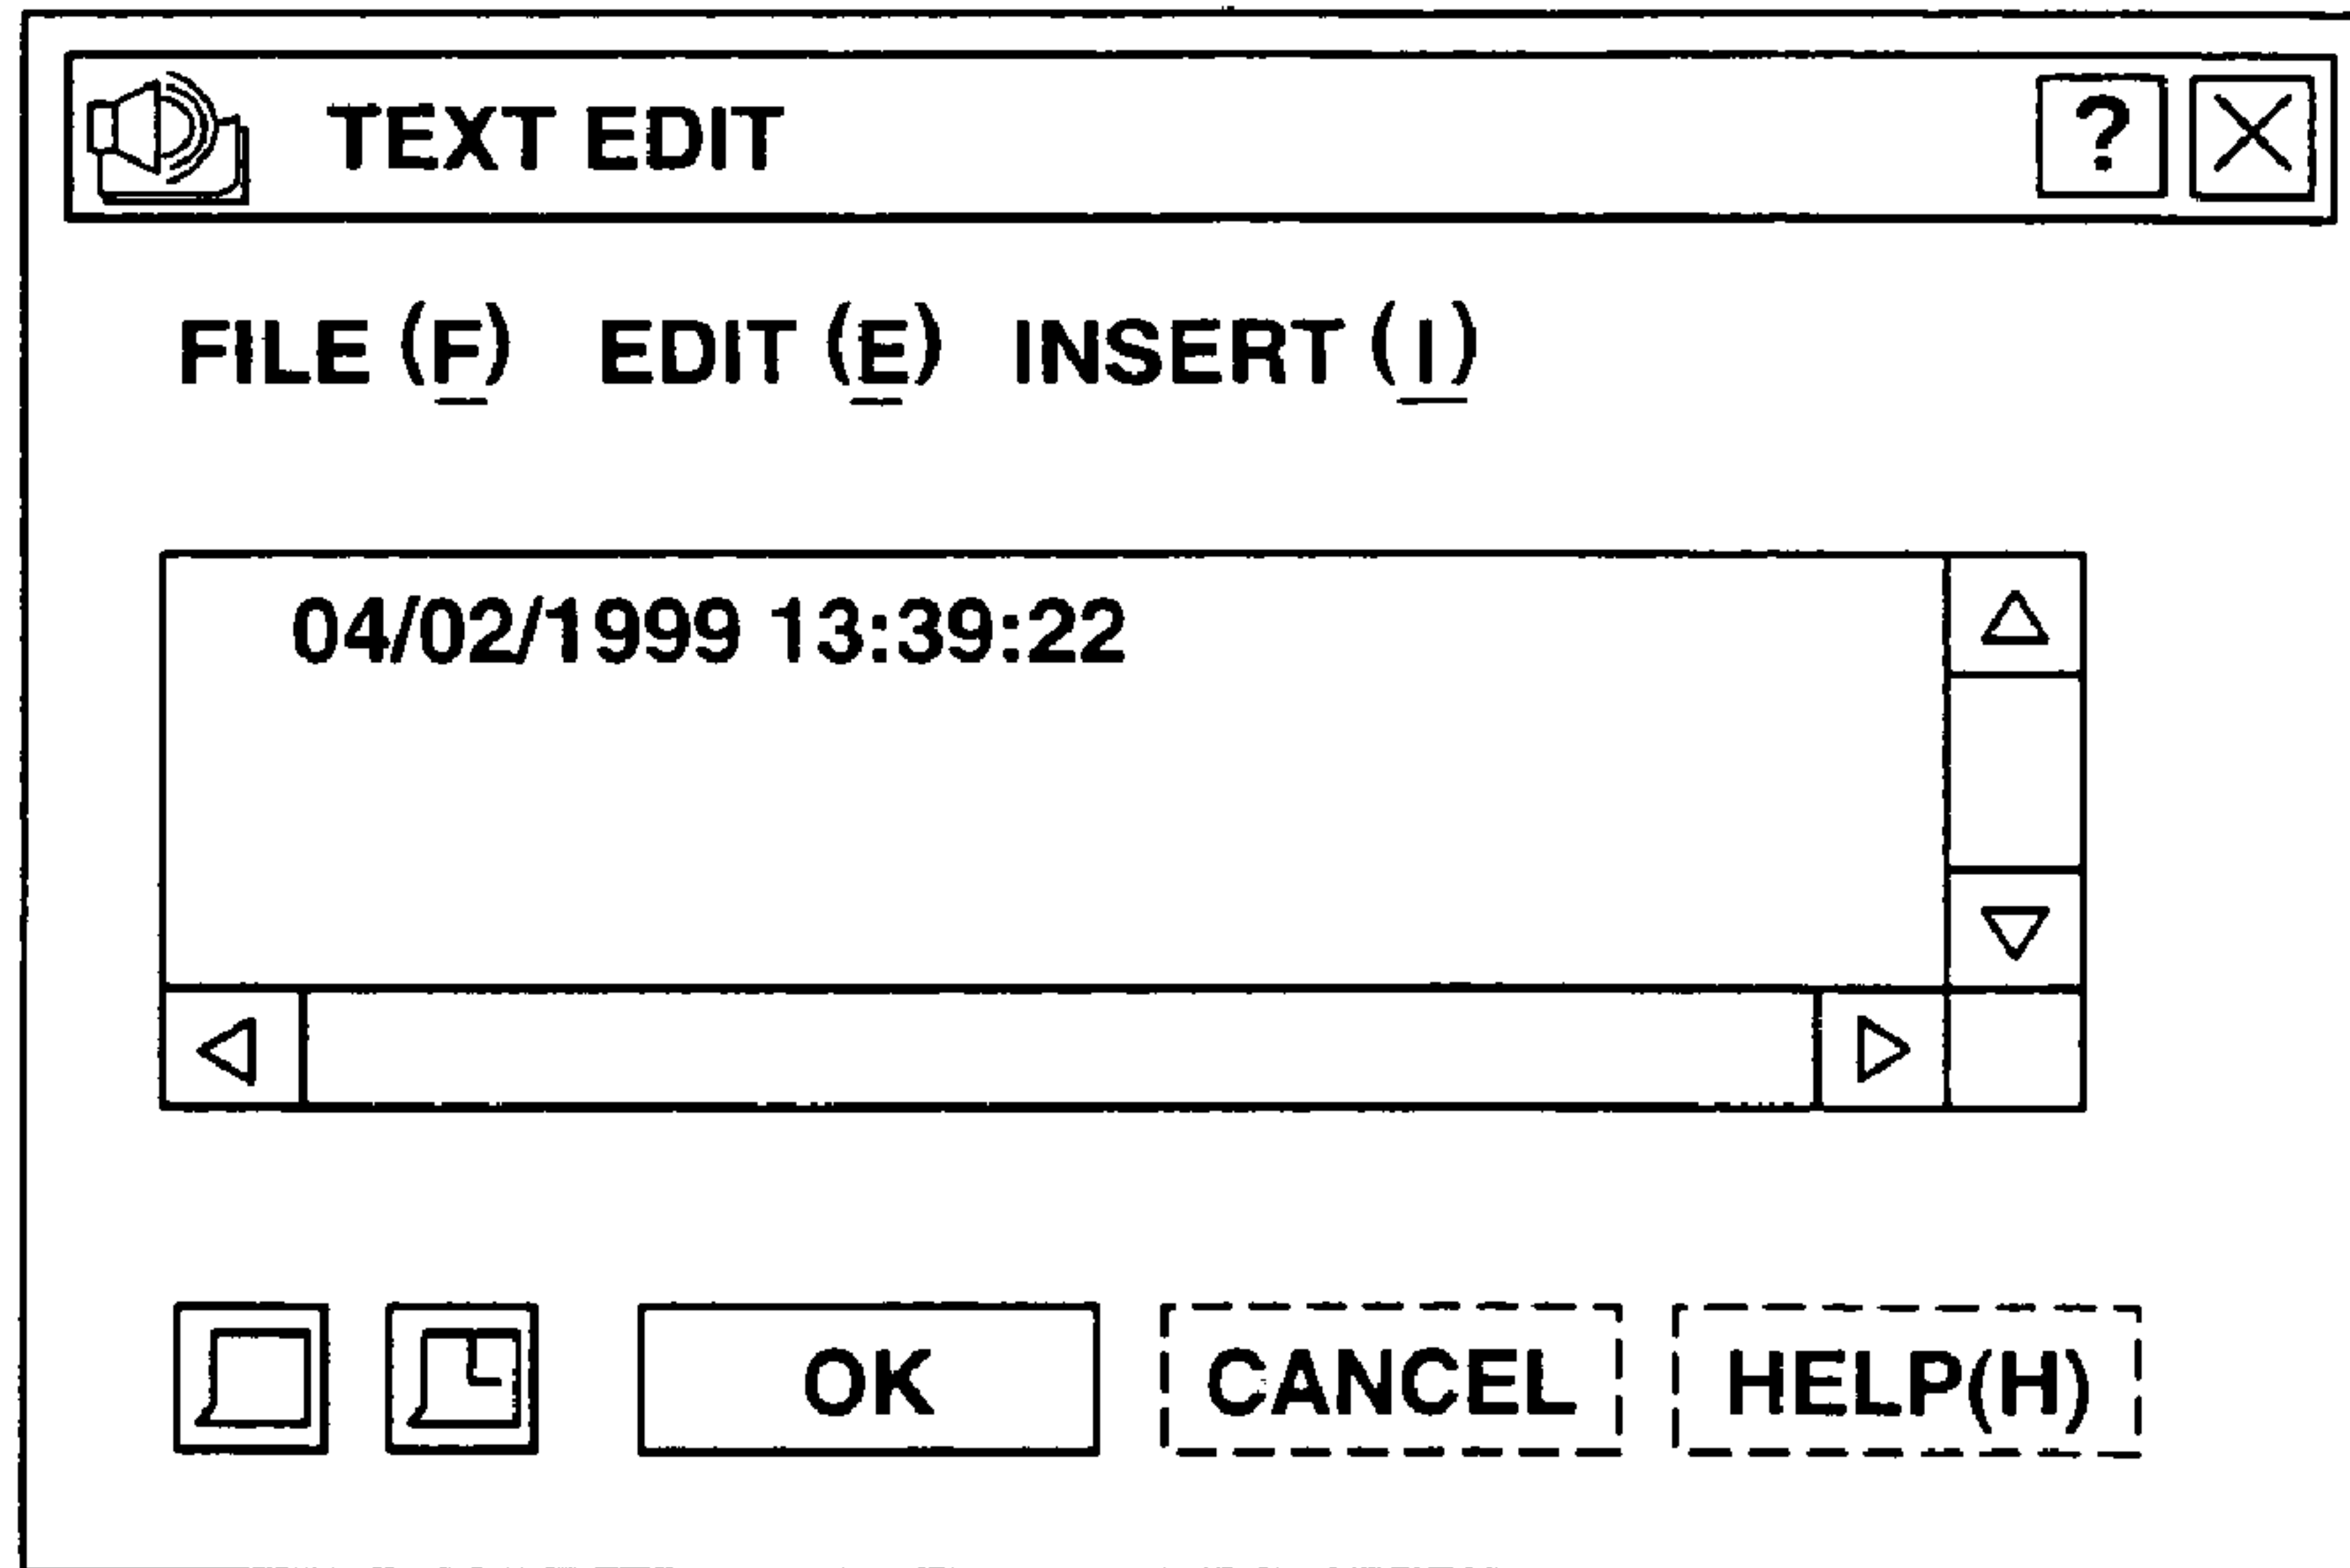 TEXT EDIT ?
FILE (F) EDIT (E) INSERT (I)
04/02/1999 13:39:22
OK CANCEL HELP(H)